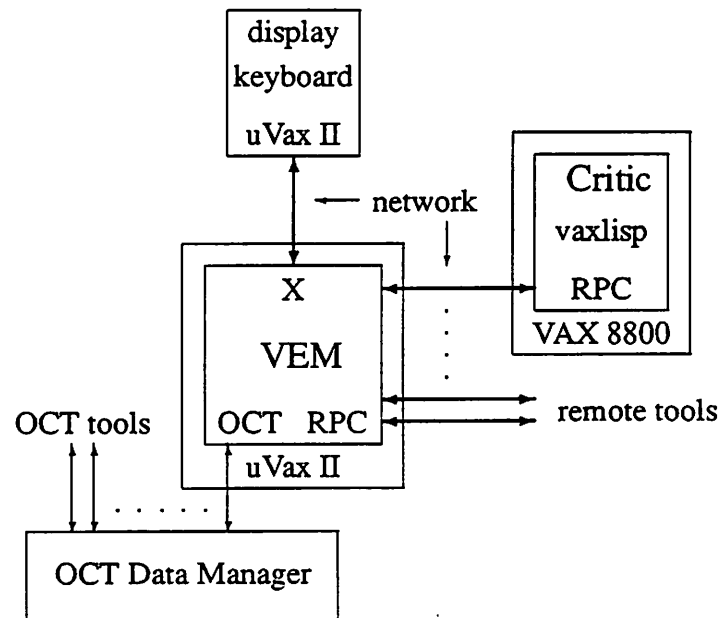 display
keyboard
uVax II
network
Critic
vaxlisp
RPC
VAX 8800
X
VEM
OCT RPC
uVax II
remote tools
OCT tools
OCT Data Manager